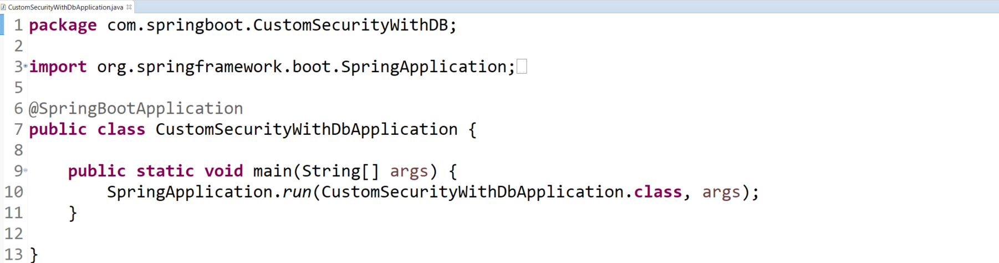 CustomSecurityWithDbApplication.java
1 package com.springboot.CustomSecurityWithDB;
2
3 import org.springframework.boot.SpringApplication;
5
6 @SpringBootApplication
7 public class CustomSecurityWithDbApplication {
8
9     public static void main(String[] args) {
10         SpringApplication.run(CustomSecurityWithDbApplication.class, args);
11     }
12
13 }